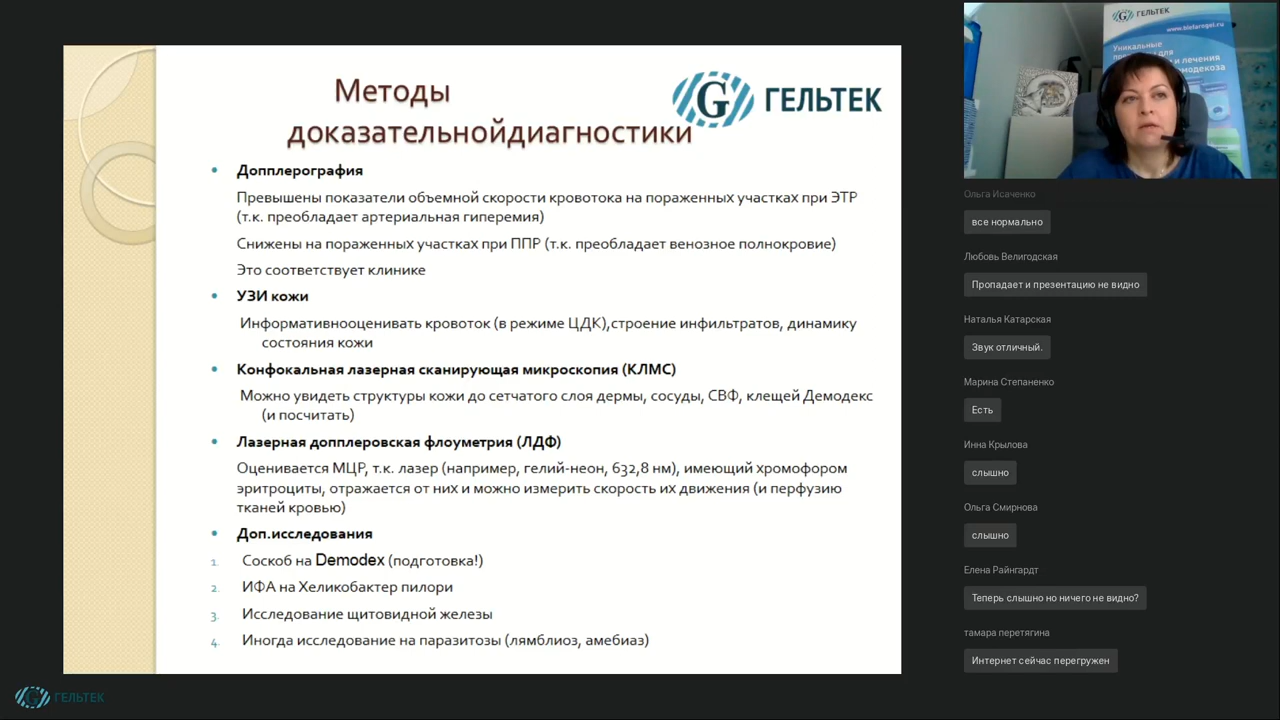 Методы
доказательнойдиагностики
ГЕЛЬТЕК
• Допплерография
Превышены показатели объемной скорости кровотока на пораженных участках при ЭТР
(т.к. преобладает артериальная гиперемия)
Снижены на пораженных участках при ППР (т.к. преобладает венозное полнокровие)
Это соответствует клинике
• УЗИ кожи
Информативнооценивать кровоток (в режиме ЦДК),строение инфильтратов, динамику
состояния кожи
• Конфокальная лазерная сканирующая микроскопия (КЛМС)
Можно увидеть структуры кожи до сетчатого слоя дермы, сосуды, СВФ, клещей Демодекс
(и посчитать)
• Лазерная допплеровская флоуметрия (ЛДФ)
Оценивается МЦР, т.к. лазер (например, гелий-неон, 632,8 нм), имеющий хромофором
эритроциты, отражается от них и можно измерить скорость их движения (и перфузию
тканей кровью)
• Доп.исследования
1. Соскоб на Demodex (подготовка!)
2. ИФА на Хеликобактер пилори
3. Исследование щитовидной железы
4. Иногда исследование на паразитозы (лямблиоз, амебиаз)
ГЕЛЬТЕК
ГЕЛЬТЕК
Уникальные
и лечения
Ольга Исаченко
все нормально
Любовь Велигодская
Пропадает и презентацию не видно
Наталья Катарская
Звук отличный.
Марина Степаненко
Есть
Инна Крылова
слышно
Ольга Смирнова
слышно
Елена Райнгардт
Теперь слышно но ничего не видно?
тамара перетягина
Интернет сейчас перегружен